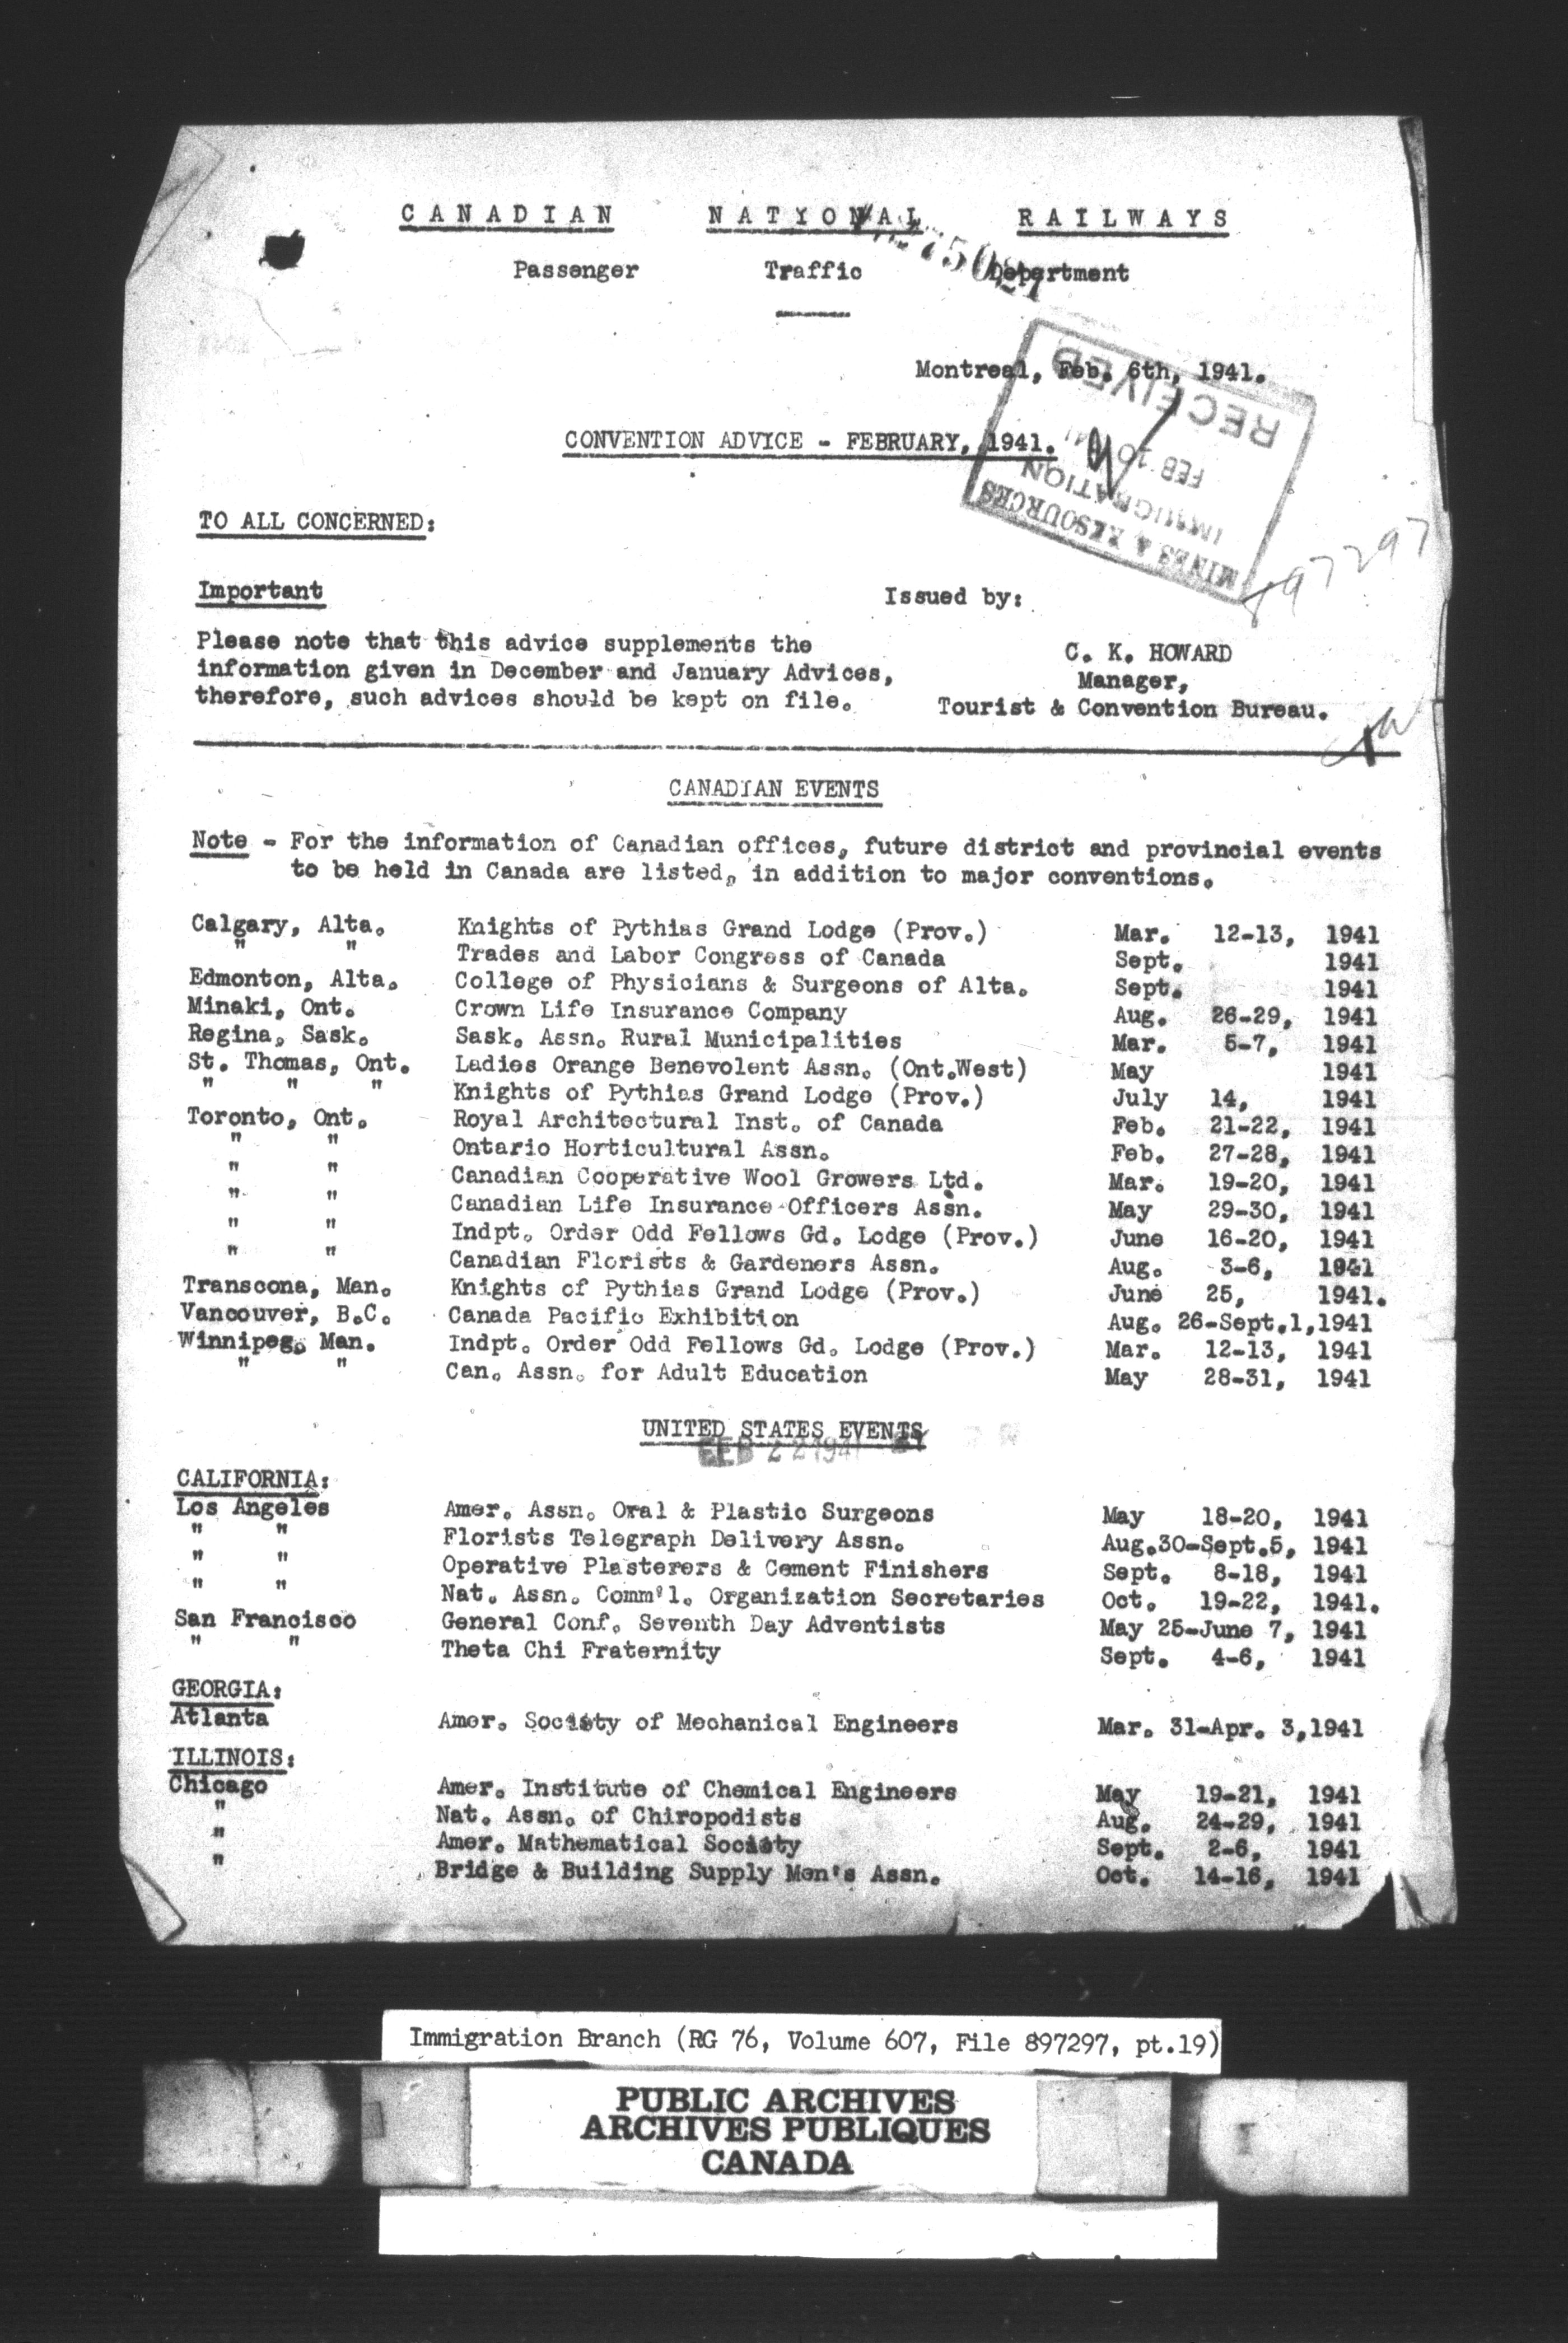 CANADIAN NATIONAL RAILWAYS
Passenger Traffic Department
Montreal, Feb. 6th, 1941.
RECEIVED
FEB 10
IMMIGRATION
MINES & RESOURCES
CONVENTION ADVICE - FEBRUARY, 1941.
TO ALL CONCERNED:
897297
Important Issued by:
Please note that this advice supplements the
information given in December and January Advices,
therefore, such advices should be kept on file.
C. K. HOWARD
Manager,
Tourist & Convention Bureau.
CANADIAN EVENTS
Note - For the information of Canadian offices, future district and provincial events
to be held in Canada are listed, in addition to major conventions.
Calgary, Alta. Knights of Pythias Grand Lodge (Prov.) Mar. 12-13, 1941
" " Trades and Labor Congress of Canada Sept. 1941
Edmonton, Alta. College of Physicians & Surgeons of Alta. Sept. 1941
Minaki, Ont. Crown Life Insurance Company Aug. 26-29, 1941
Regina, Sask. Sask. Assn. Rural Municipalities Mar. 5-7, 1941
St. Thomas, Ont. Ladies Orange Benevolent Assn. (Ont.West) May 1941
" " " Knights of Pythias Grand Lodge (Prov.) July 14, 1941
Toronto, Ont. Royal Architectural Inst. of Canada Feb. 21-22, 1941
" " Ontario Horticultural Assn. Feb. 27-28, 1941
" " Canadian Cooperative Wool Growers Ltd. Mar. 19-20, 1941
" " Canadian Life Insurance Officers Assn. May 29-30, 1941
" " Indpt. Order Odd Fellows Gd. Lodge (Prov.) June 16-20, 1941
" " Canadian Florists & Gardeners Assn. Aug. 3-6, 1941
Transcona, Man. Knights of Pythias Grand Lodge (Prov.) June 25, 1941.
Vancouver, B.C. Canada Pacific Exhibition Aug. 26-Sept.1,1941
Winnipeg, Man. Indpt. Order Odd Fellows Gd. Lodge (Prov.) Mar. 12-13, 1941
" " Can. Assn. for Adult Education May 28-31, 1941
UNITED STATES EVENTS
FEB 22 1941
CALIFORNIA:
Los Angeles Amer. Assn. Oral & Plastic Surgeons May 18-20, 1941
" " Florists Telegraph Delivery Assn. Aug.30-Sept.5, 1941
" " Operative Plasterers & Cement Finishers Sept. 8-18, 1941
" " Nat. Assn. Comm'l. Organization Secretaries Oct. 19-22, 1941.
San Francisco General Conf. Seventh Day Adventists May 25-June 7, 1941
" " Theta Chi Fraternity Sept. 4-6, 1941
GEORGIA:
Atlanta Amer. Society of Mechanical Engineers Mar. 31-Apr. 3,1941
ILLINOIS:
Chicago Amer. Institute of Chemical Engineers May 19-21, 1941
" Nat. Assn. of Chiropodists Aug. 24-29, 1941
" Amer. Mathematical Society Sept. 2-6, 1941
" Bridge & Building Supply Men's Assn. Oct. 14-16, 1941
Immigration Branch (RG 76, Volume 607, File 897297, pt.19)
PUBLIC ARCHIVES
ARCHIVES PUBLIQUES
CANADA